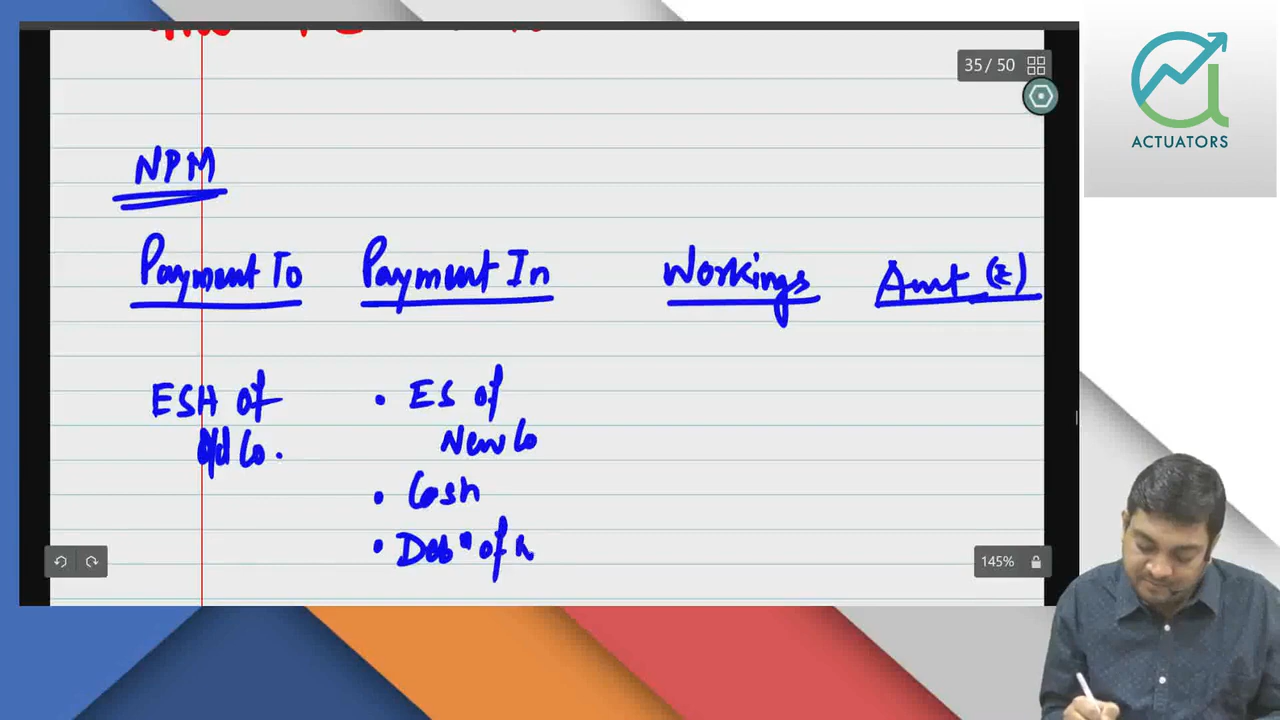 35 / 50
ACTUATORS
NPM
Payment To Payment In Workings Amt (₹)
ESH of • ES of
Old Co. New Co
• Cash
• Deb" of
145%